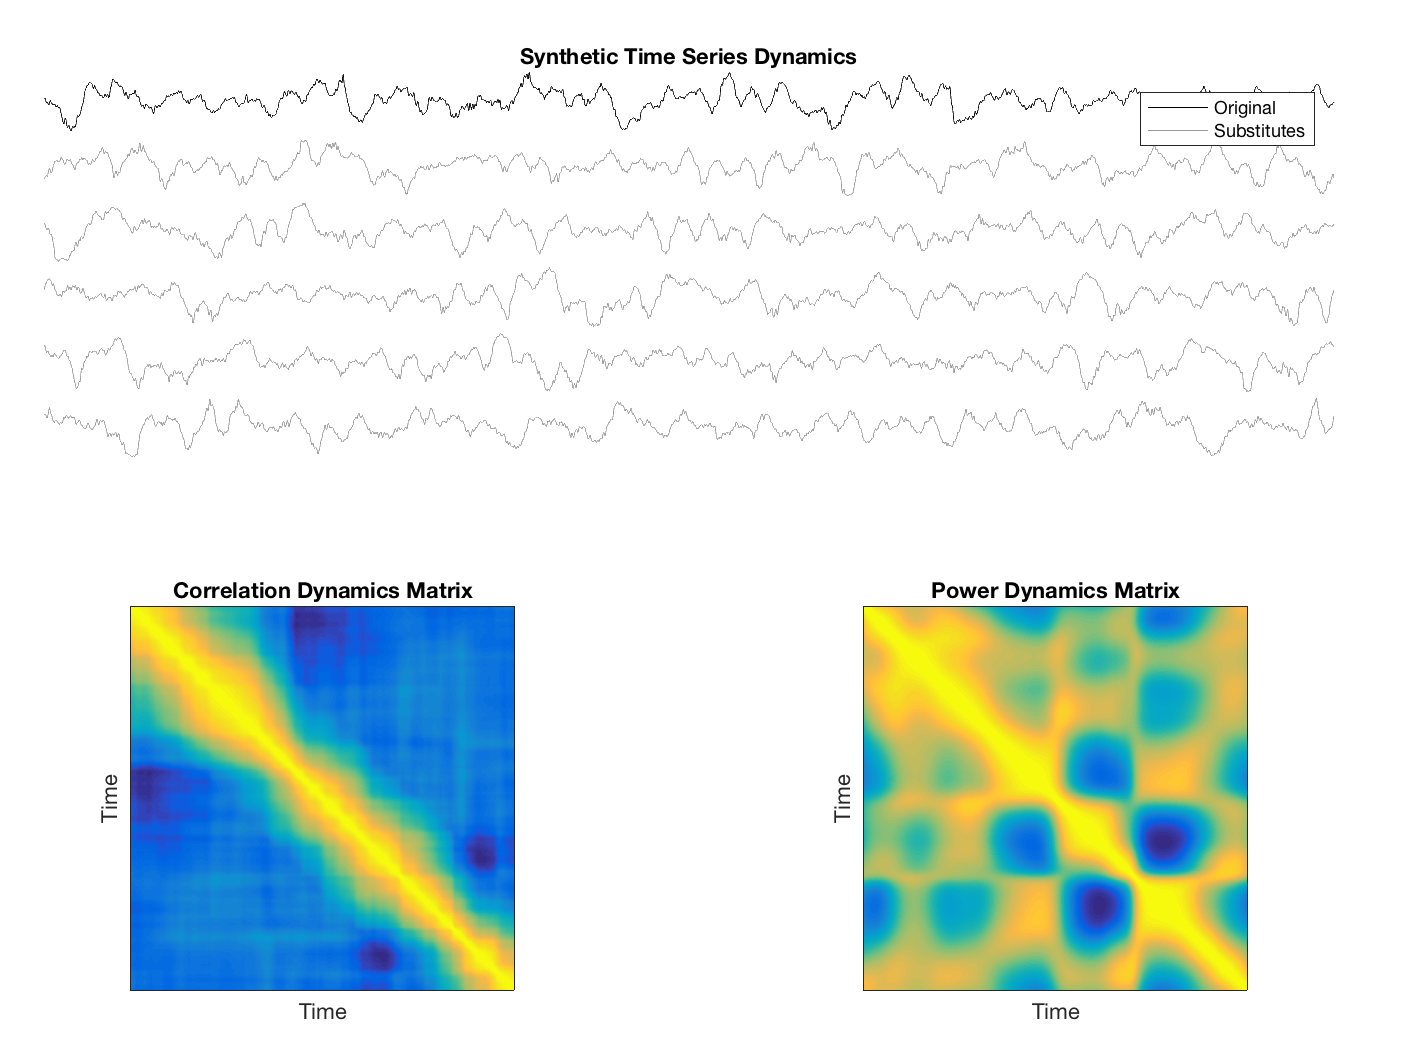 Synthetic Time Series Dynamics
Original
Substitutes
Correlation Dynamics Matrix
Time
Time
Power Dynamics Matrix
Time
Time